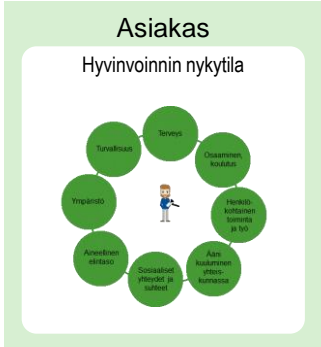 Asiakas
Hyvinvoinnin nykytila
Terveys
Osaaminen,
koulutus
Henkilö-
kohtainen
toiminta
ja työ
Ääni
kuuluminen
yhteis-
kunnassa
Sosiaaliset
yhteydet ja
suhteet
Aineellinen
elintaso
Ympäristö
Turvallisuus